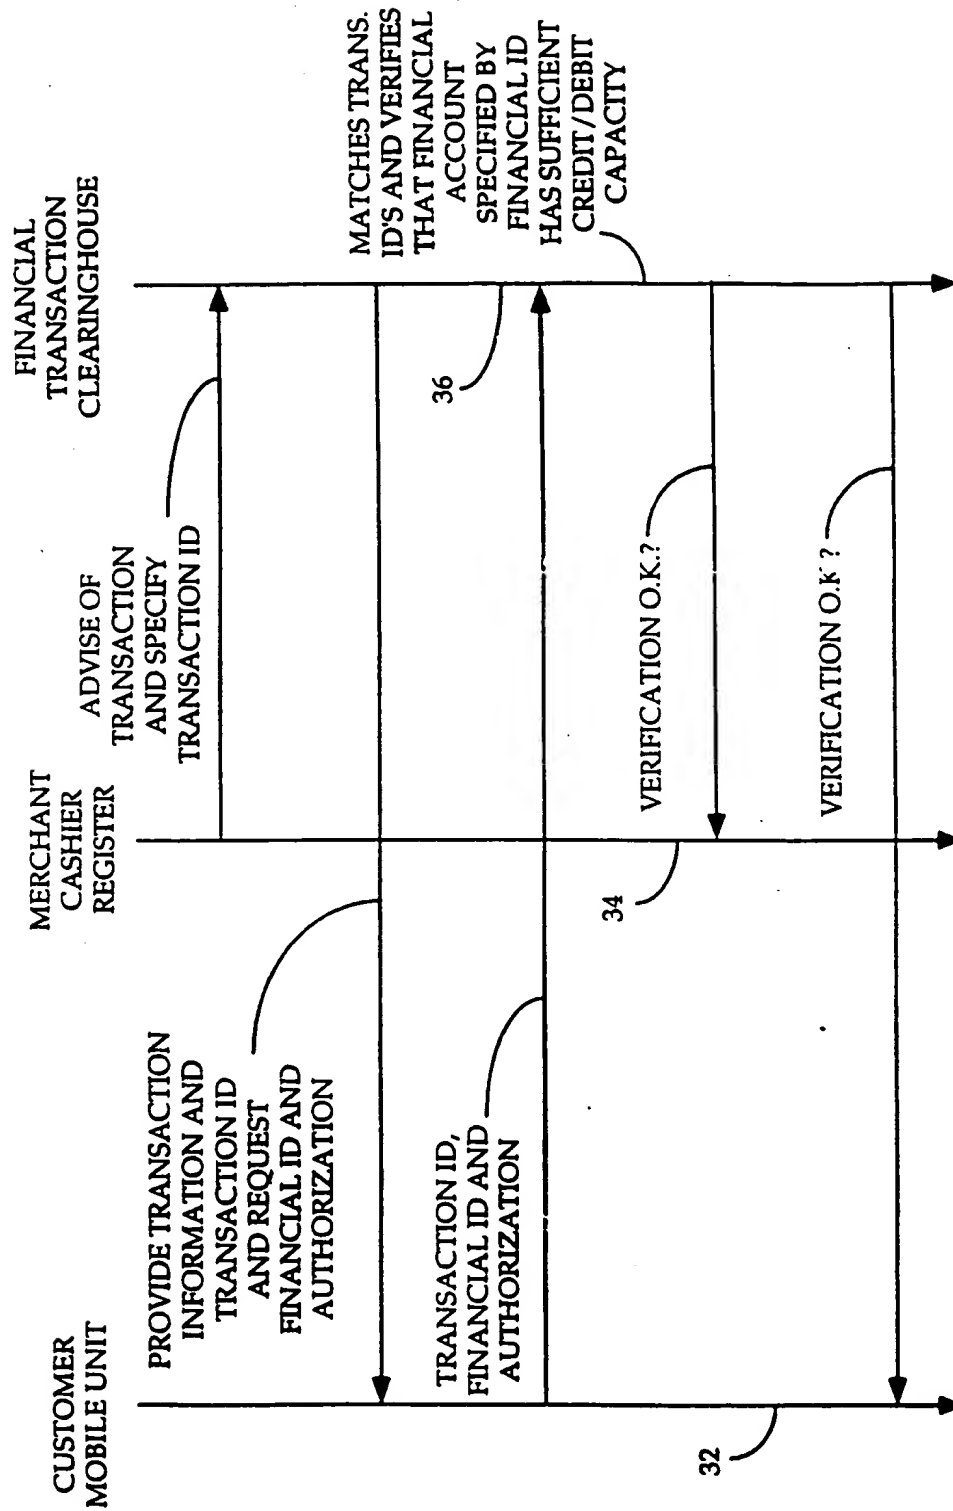 CUSTOMER
MOBILE UNIT
MERCHANT
CASHIER
REGISTER
FINANCIAL
TRANSACTION
CLEARINGHOUSE
ADVISE OF
TRANSACTION
AND SPECIFY
TRANSACTION ID
PROVIDE TRANSACTION
INFORMATION AND
TRANSACTION ID
AND REQUEST
FINANCIAL ID AND
AUTHORIZATION
36
MATCHES TRANS.
ID'S AND VERIFIES
THAT FINANCIAL
ACCOUNT
SPECIFIED BY
FINANCIAL ID
HAS SUFFICIENT
CREDIT/DEBIT
CAPACITY
TRANSACTION ID,
FINANCIAL ID AND
AUTHORIZATION
34
VERIFICATION O.K.?
32
VERIFICATION O.K ?